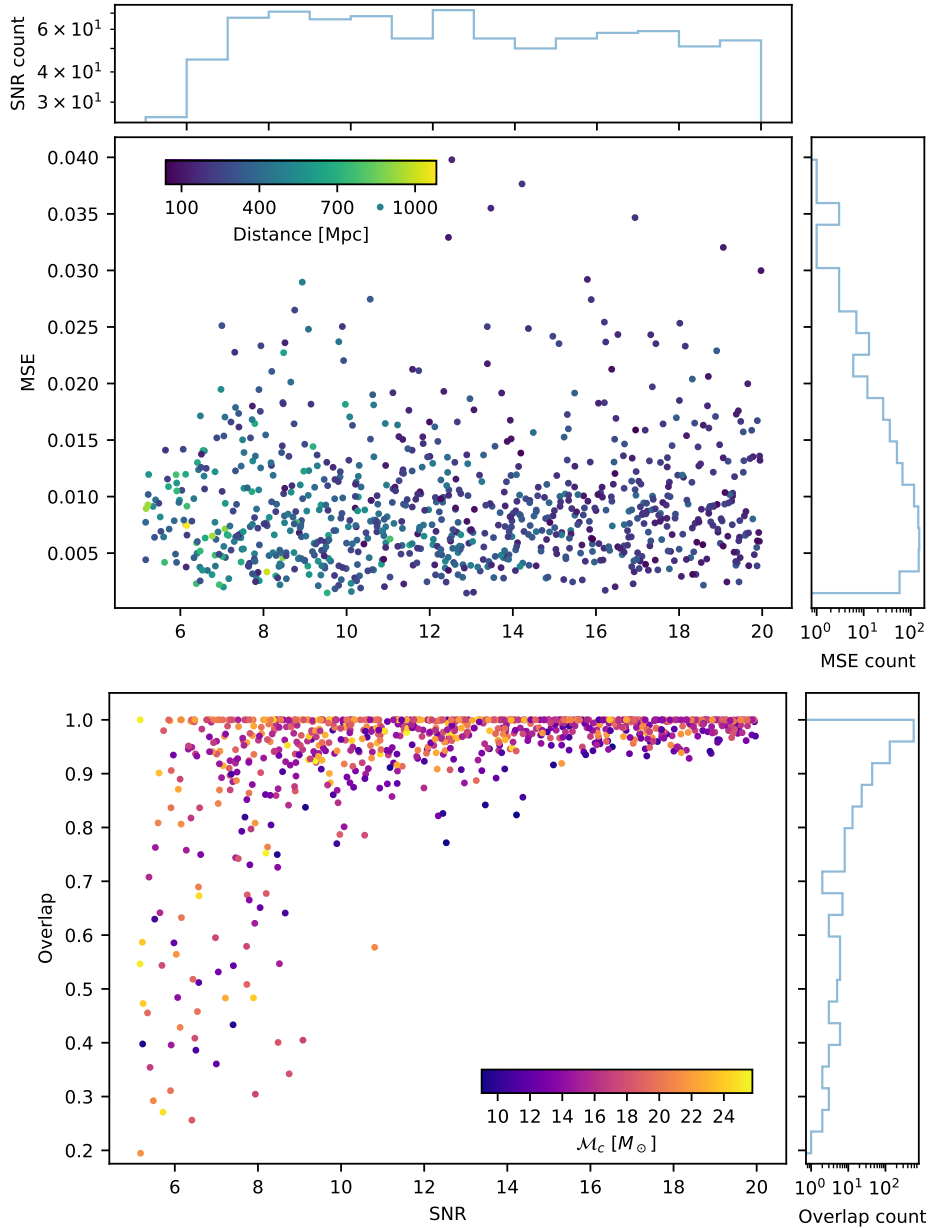 SNR count
6 × 10¹
4 × 10¹
3 × 10¹
MSE
0.040
0.035
0.030
0.025
0.020
0.015
0.010
0.005
100 400 700 1000
Distance [Mpc]
6 8 10 12 14 16 18 20
10⁰ 10¹ 10²
MSE count
Overlap
1.0
0.9
0.8
0.7
0.6
0.5
0.4
0.3
0.2
10 12 14 16 18 20 22 24
ℳc [M⊙]
6 8 10 12 14 16 18 20
SNR
10⁰ 10¹ 10²
Overlap count